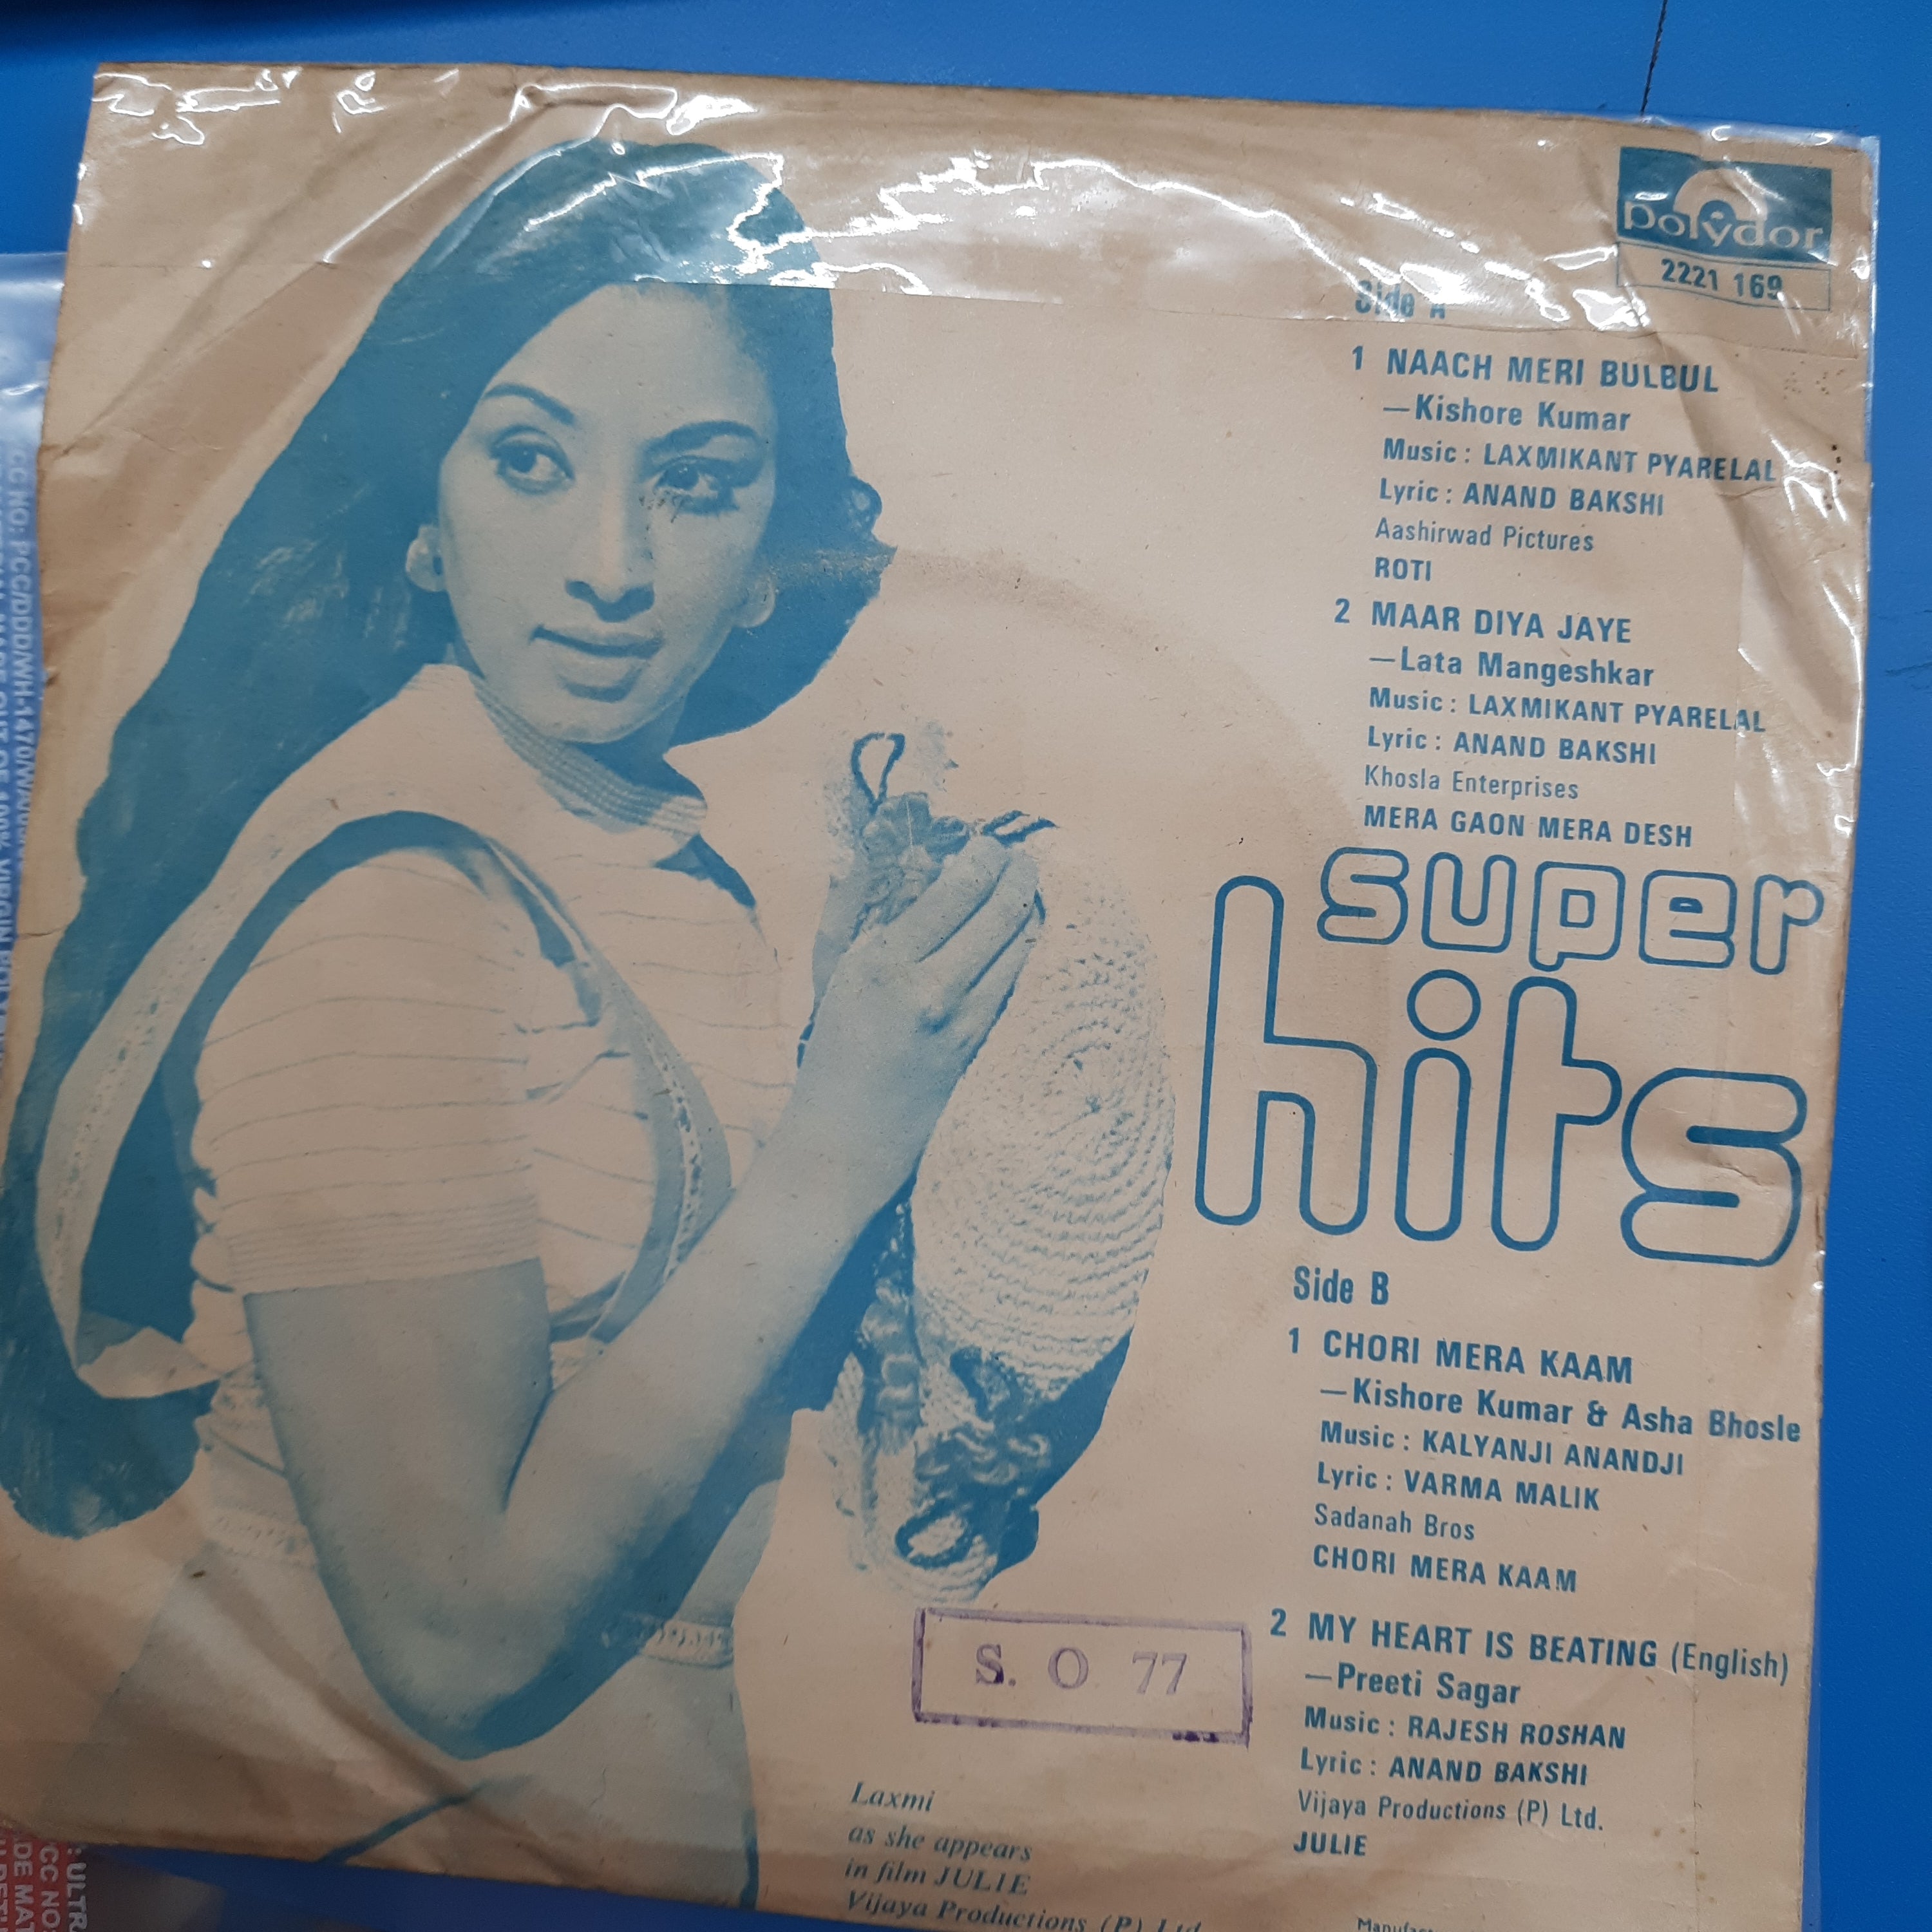 polydor
2221 169
Side A
1 NAACH MERI BULBUL
—Kishore Kumar
Music : LAXMIKANT PYARELAL
Lyric : ANAND BAKSHI
Aashirwad Pictures
ROTI
2 MAAR DIYA JAYE
—Lata Mangeshkar
Music : LAXMIKANT PYARELAL
Lyric : ANAND BAKSHI
Khosla Enterprises
MERA GAON MERA DESH
super
hits
Side B
1 CHORI MERA KAAM
—Kishore Kumar & Asha Bhosle
Music : KALYANJI ANANDJI
Lyric : VARMA MALIK
Sadanah Bros
CHORI MERA KAAM
2 MY HEART IS BEATING (English)
—Preeti Sagar
Music : RAJESH ROSHAN
Lyric : ANAND BAKSHI
Vijaya Productions (P) Ltd.
JULIE
S. O 77
Laxmi
as she appears
in film JULIE
Vijaya Productions (P) Ltd